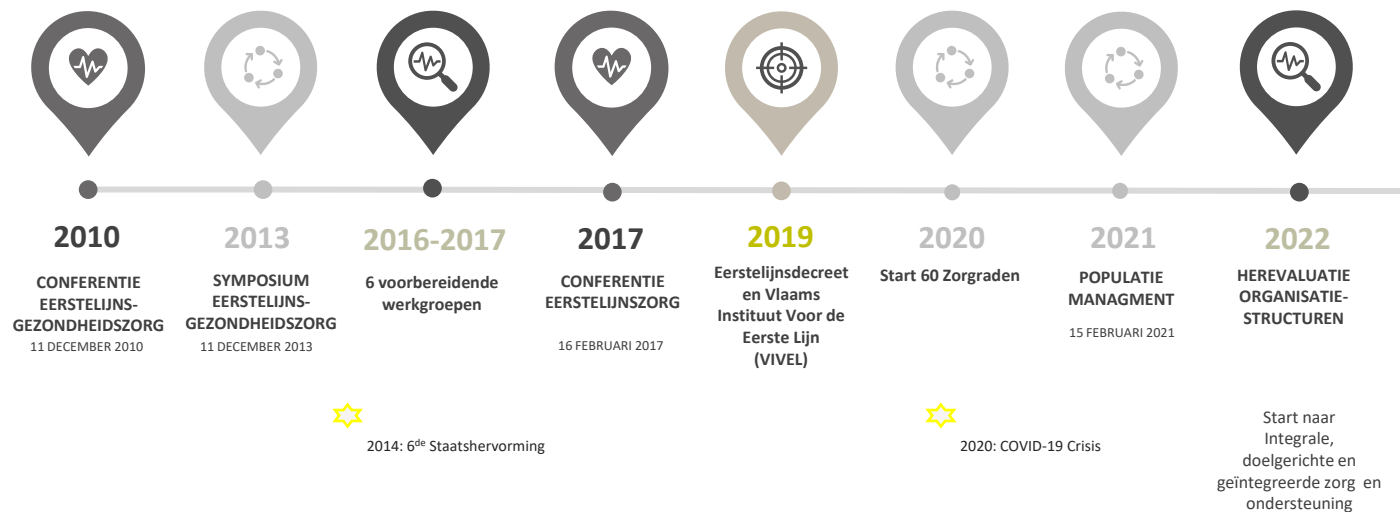 2010
CONFERENTIE
EERSTELIJNS-
GEZONDHEIDSZORG
11 DECEMBER 2010
2013
SYMPOSIUM
EERSTELIJNS-
GEZONDHEIDSZORG
11 DECEMBER 2013
2016-2017
6 voorbereidende
werkgroepen
2017
CONFERENTIE
EERSTELIJNSZORG
16 FEBRUARI 2017
2019
Eerstelijnsdecreet
en Vlaams
Instituut Voor de
Eerste Lijn
(VIVEL)
2020
Start 60 Zorgraden
2021
POPULATIE
MANAGMENT
15 FEBRUARI 2021
2022
HEREVALUATIE
ORGANISATIE-
STRUCTUREN
2014: 6de Staatshervorming
2020: COVID-19 Crisis
Start naar
Integrale,
doelgerichte en
geïntegreerde zorg en
ondersteuning